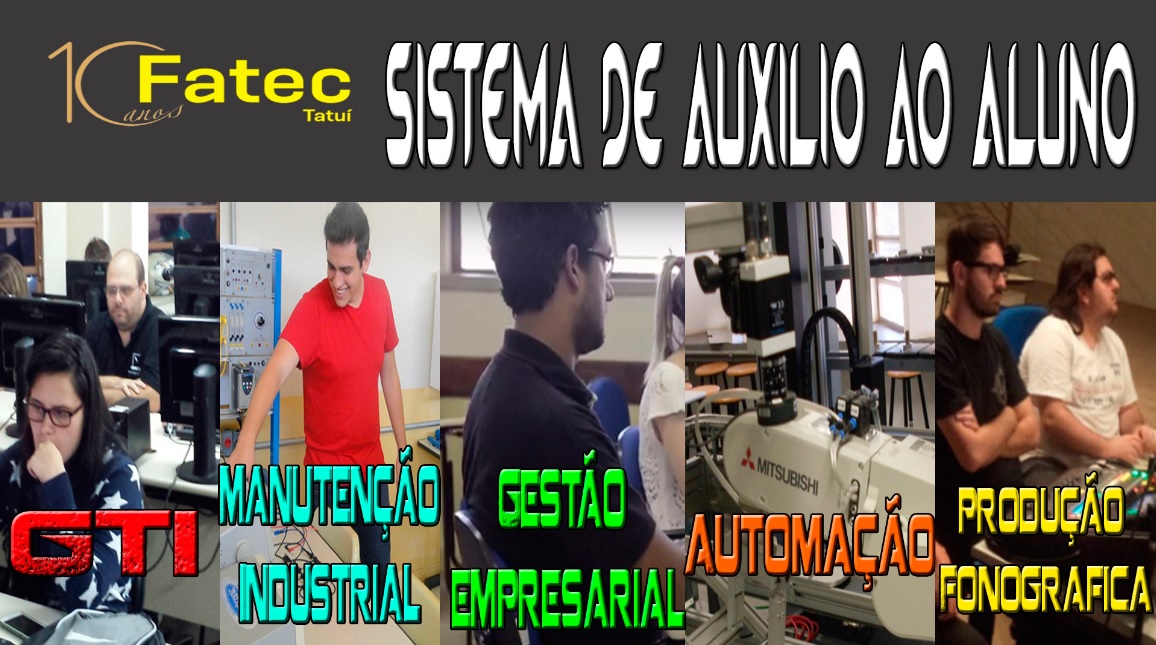 10 anos
Fatec
Tatuí
SISTEMA DE AUXILIO AO ALUNO
GTI
MANUTENÇÃO
INDUSTRIAL
GESTÃO
EMPRESARIAL
MITSUBISHI
AUTOMAÇÃO
PRODUÇÃO
FONOGRAFICA